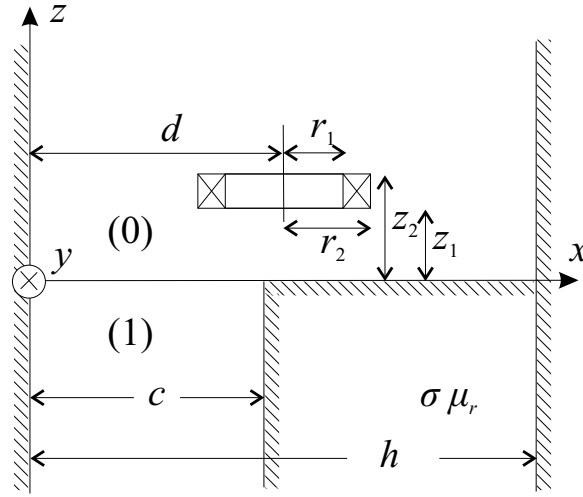 z
d
r₁
r₂
z₂
z₁
(0)
y
x
(1)
c
σ μᵣ
h